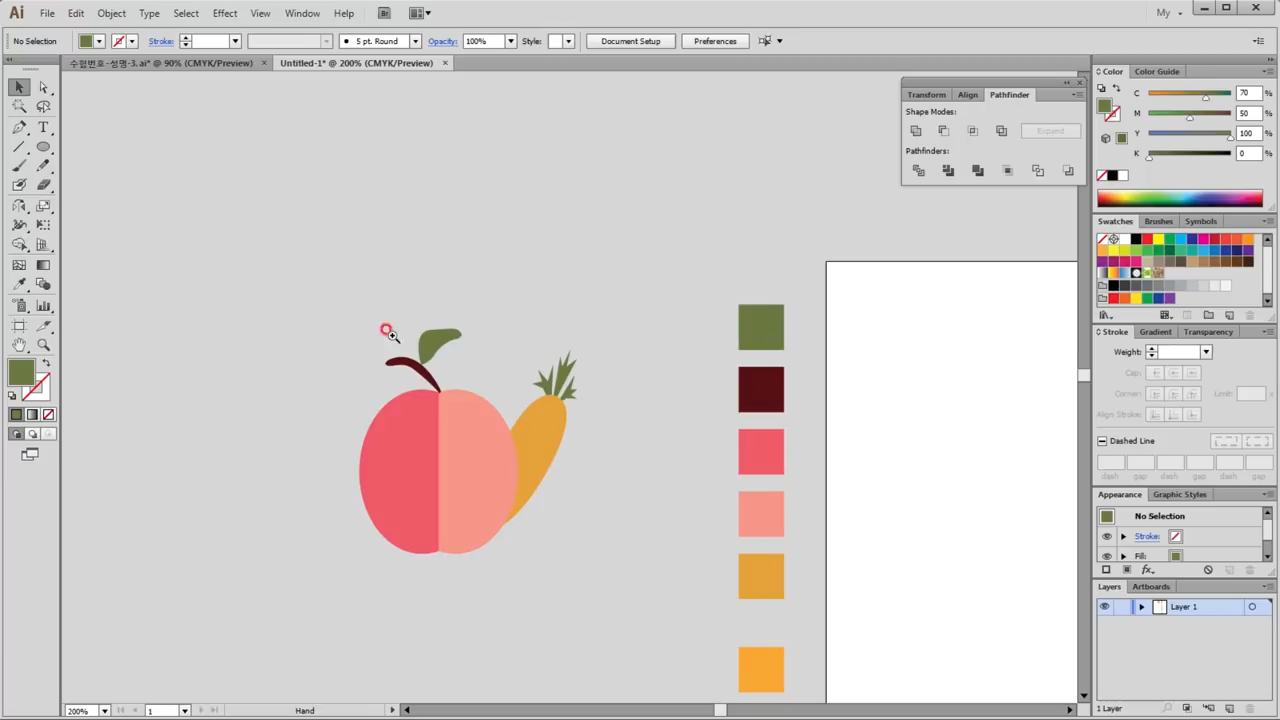 Ai File Edit Object Type Select Effect View Window Help Br My
No Selection Stroke: 5 pt. Round Opacity: 100% Style: Document Setup Preferences
수험번호-성명-3.ai* @ 90% (CMYK/Preview) × Untitled-1* @ 200% (CMYK/Preview) ×
Transform Align Pathfinder
Shape Modes:
Expand
Pathfinders:
Color Color Guide
C 70 %
M 50 %
Y 100 %
K 0 %
Swatches Brushes Symbols
Stroke Gradient Transparency
Weight:
Cap:
Corner: Limit: x
Align Stroke:
Dashed Line
dash gap dash gap dash gap
Appearance Graphic Styles
No Selection
Stroke:
Fill:
fx
Layers Artboards
Layer 1
1 Layer
200% 1 Hand